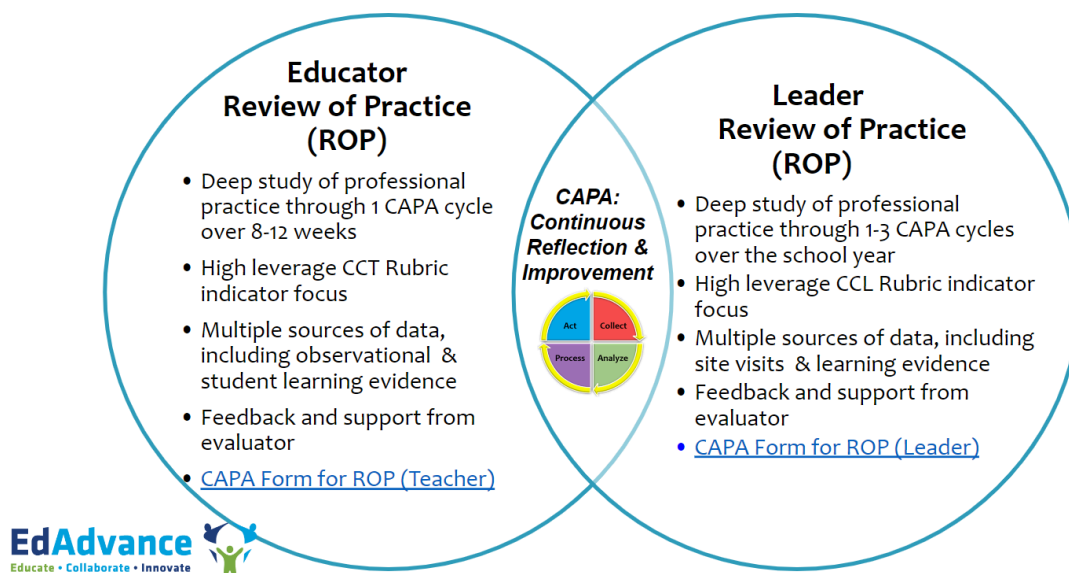 Educator
Review of Practice
(ROP)
• Deep study of professional
practice through 1 CAPA cycle
over 8-12 weeks
• High leverage CCT Rubric
indicator focus
• Multiple sources of data,
including observational &
student learning evidence
• Feedback and support from
evaluator
• CAPA Form for ROP (Teacher)
CAPA:
Continuous
Reflection &
Improvement
Act
Collect
Process
Analyze
Leader
Review of Practice
(ROP)
• Deep study of professional
practice through 1-3 CAPA cycles
over the school year
• High leverage CCL Rubric indicator
focus
• Multiple sources of data, including
site visits & learning evidence
• Feedback and support from
evaluator
• CAPA Form for ROP (Leader)
EdAdvance
Educate • Collaborate • Innovate